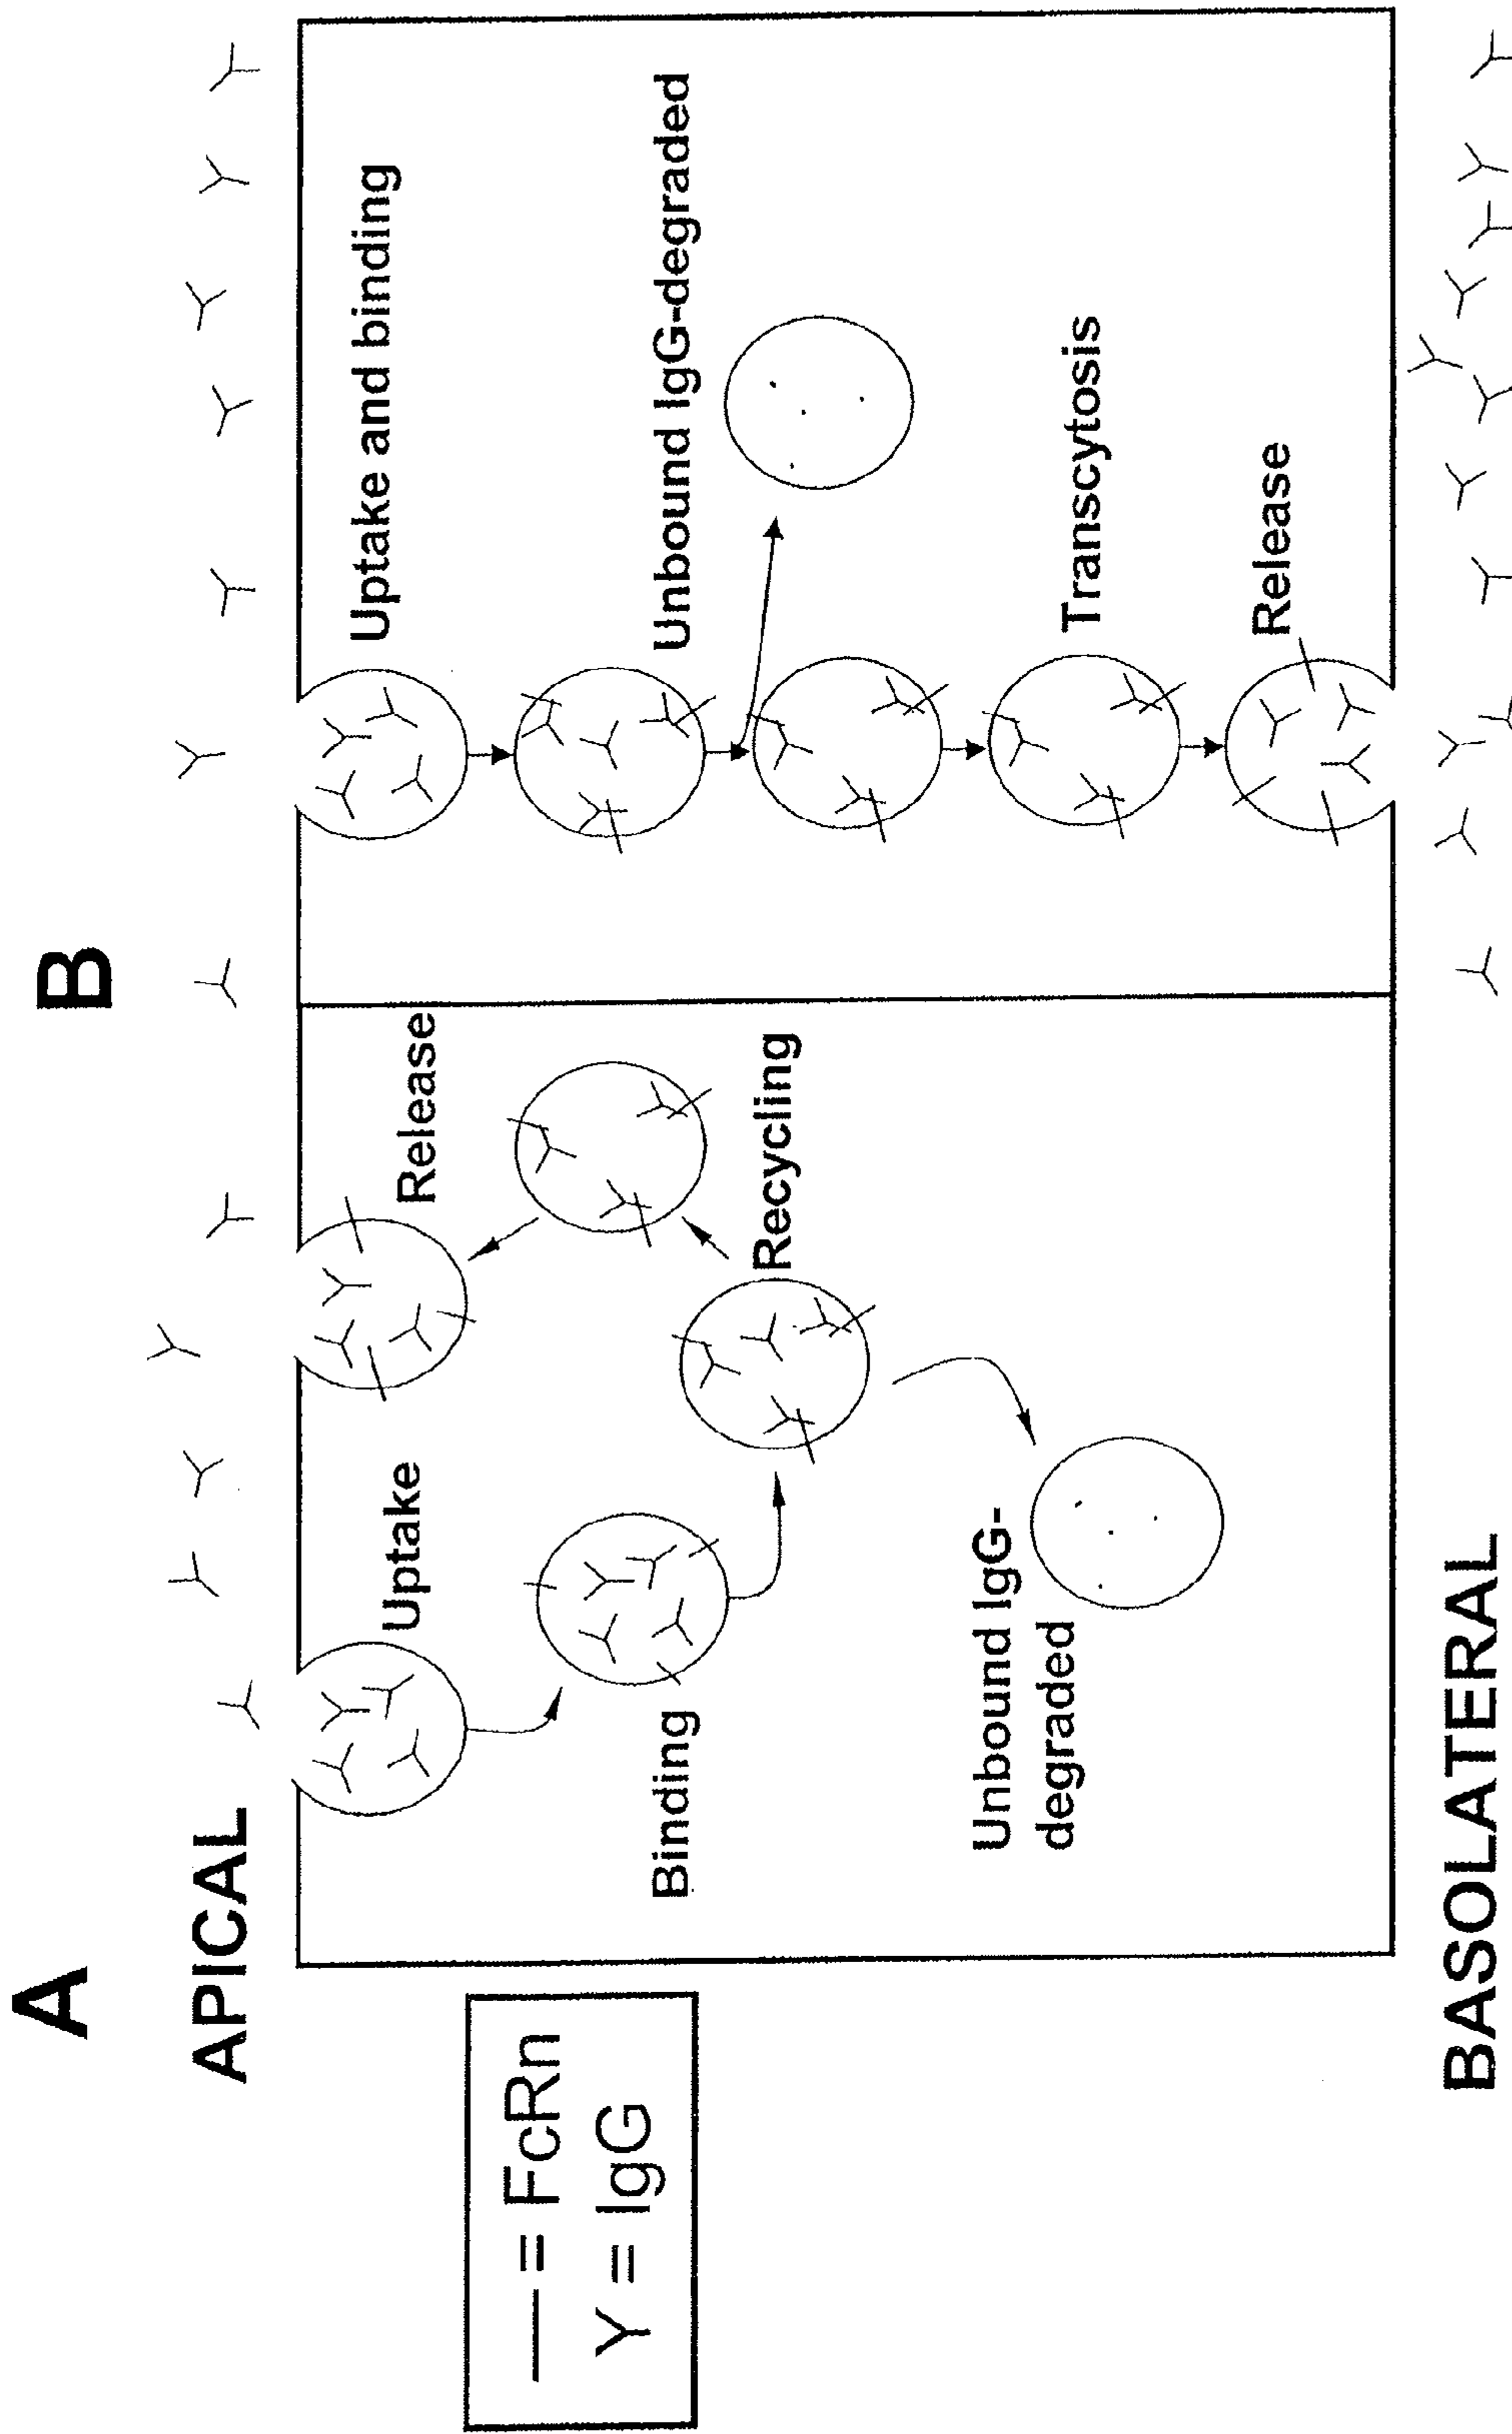 A
B
APICAL
— = FcRn
Y = IgG
Uptake
Release
Binding
Recycling
Unbound IgG-
degraded
Uptake and binding
Unbound IgG-degraded
Transcytosis
Release
BASOLATERAL